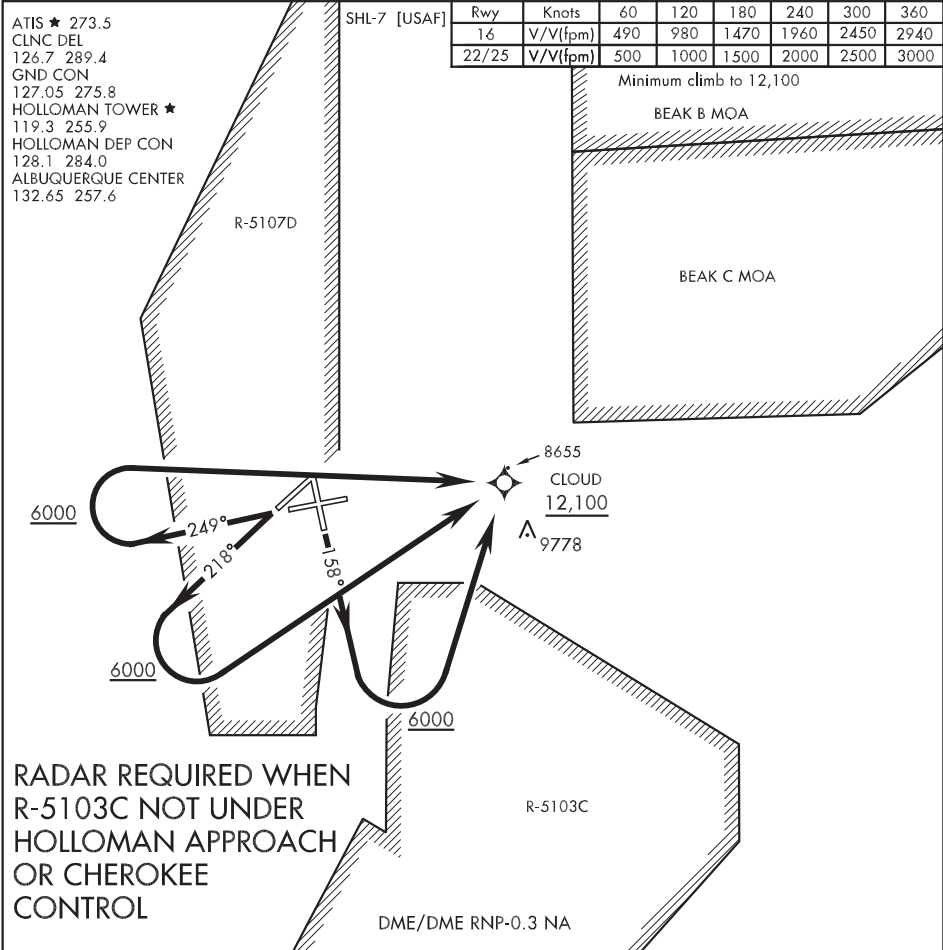 ATIS ★ 273.5
CLNC DEL
126.7 289.4
GND CON
127.05 275.8
HOLLOMAN TOWER ★
119.3 255.9
HOLLOMAN DEP CON
128.1 284.0
ALBUQUERQUE CENTER
132.65 257.6
SHL-7 [USAF]
Rwy Knots 60 120 180 240 300 360
16 V/V(fpm) 490 980 1470 1960 2450 2940
22/25 V/V(fpm) 500 1000 1500 2000 2500 3000
Minimum climb to 12,100
BEAK B MOA
R-5107D
BEAK C MOA
8655
CLOUD
12,100
9778
6000
249°
218°
158°
6000
6000
RADAR REQUIRED WHEN
R-5103C NOT UNDER
HOLLOMAN APPROACH
OR CHEROKEE
CONTROL
R-5103C
DME/DME RNP-0.3 NA